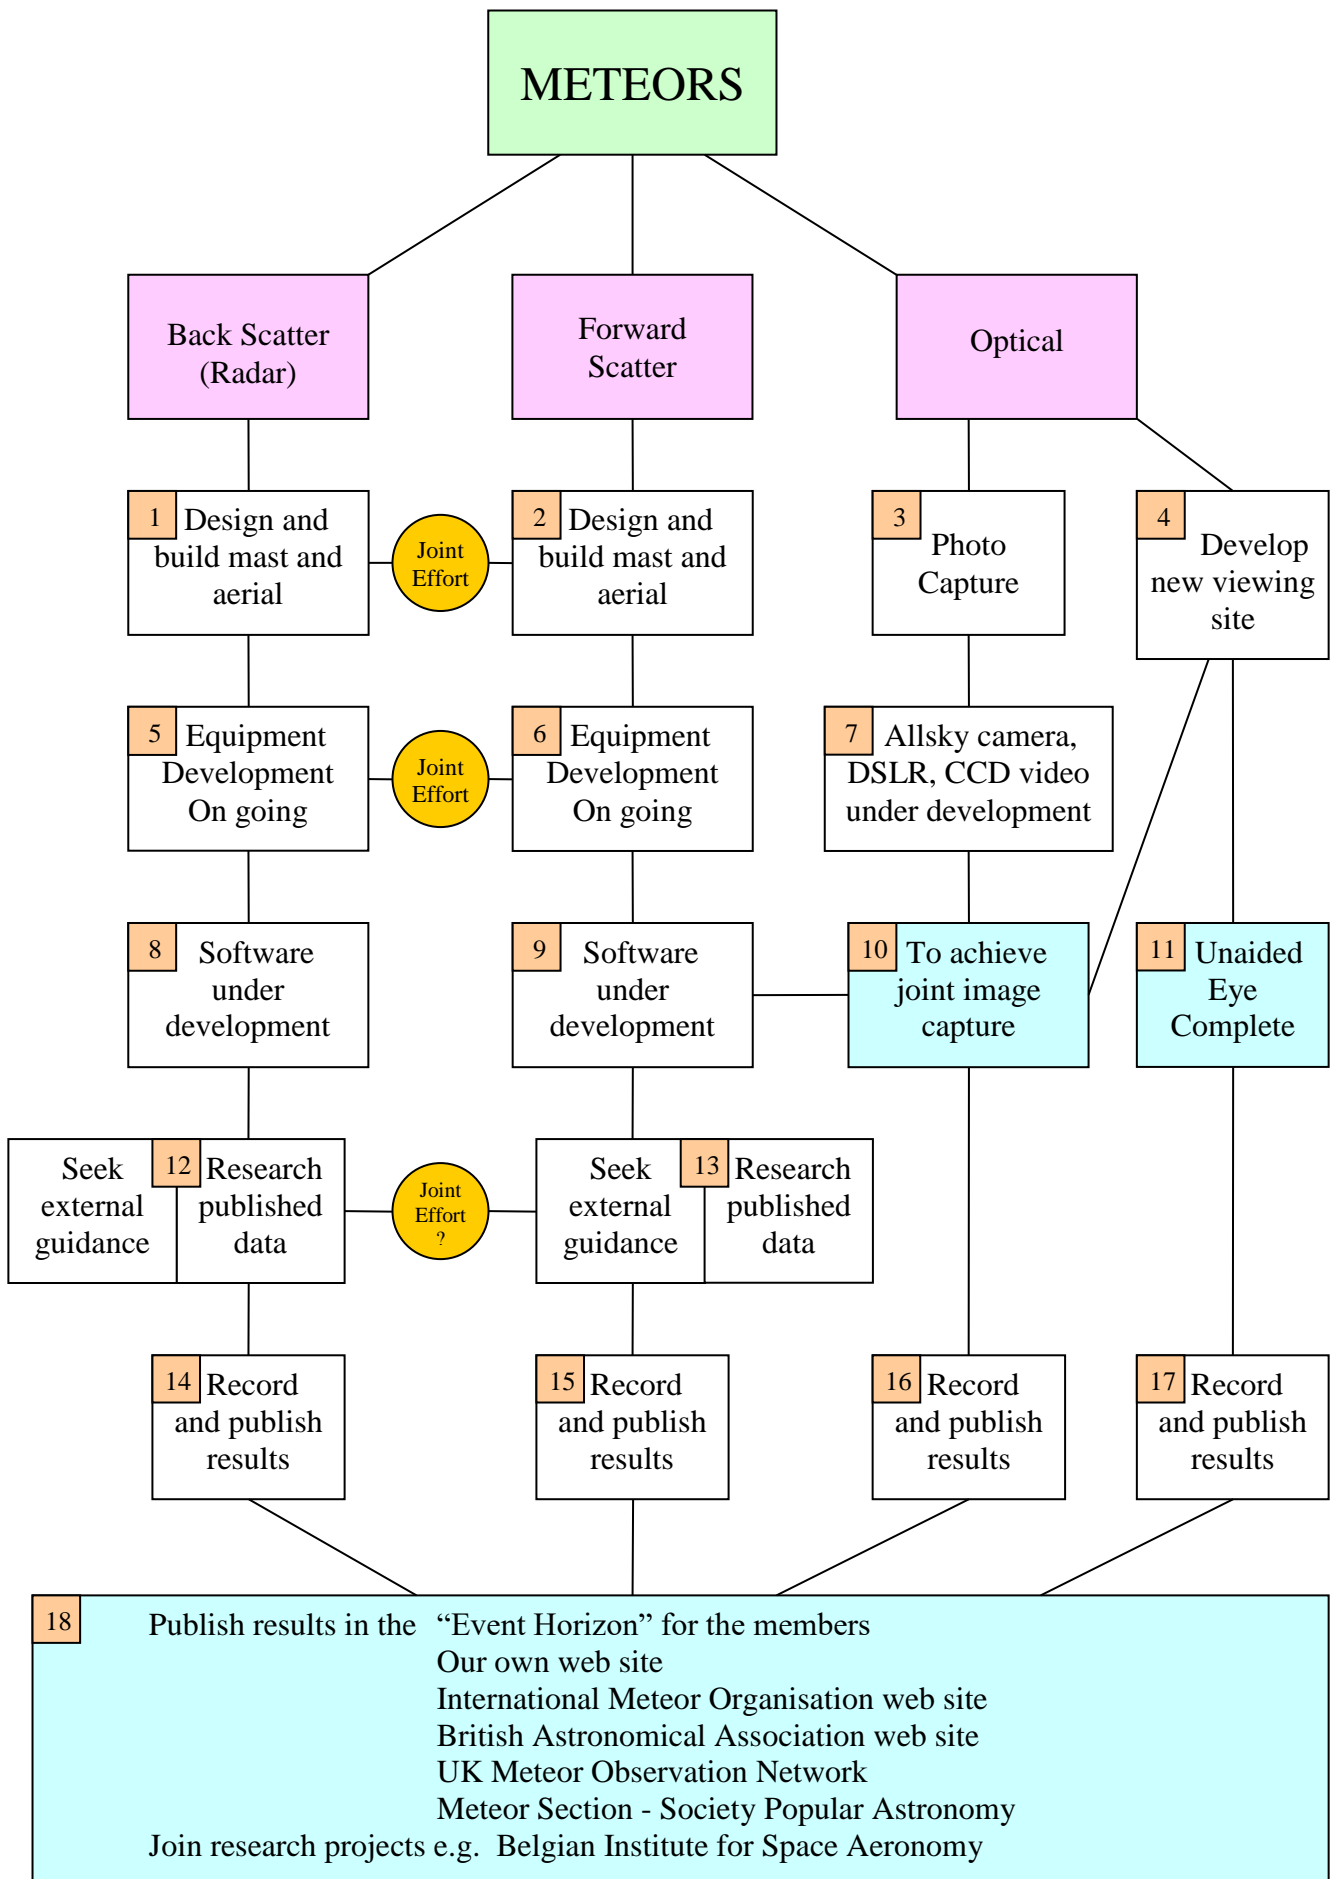 METEORS
Back Scatter
(Radar)
Forward
Scatter
Optical
1 Design and
build mast and
aerial
Joint
Effort
2 Design and
build mast and
aerial
3
Photo
Capture
4
Develop
new viewing
site
5 Equipment
Development
On going
Joint
Effort
6 Equipment
Development
On going
7 Allsky camera,
DSLR, CCD video
under development
8 Software
under
development
9 Software
under
development
10 To achieve
joint image
capture
11 Unaided
Eye
Complete
Seek
external
guidance
12 Research
published
data
Joint
Effort
?
Seek
external
guidance
13 Research
published
data
14 Record
and publish
results
15 Record
and publish
results
16 Record
and publish
results
17 Record
and publish
results
18 Publish results in the “Event Horizon” for the members
Our own web site
International Meteor Organisation web site
British Astronomical Association web site
UK Meteor Observation Network
Meteor Section - Society Popular Astronomy
Join research projects e.g. Belgian Institute for Space Aeronomy